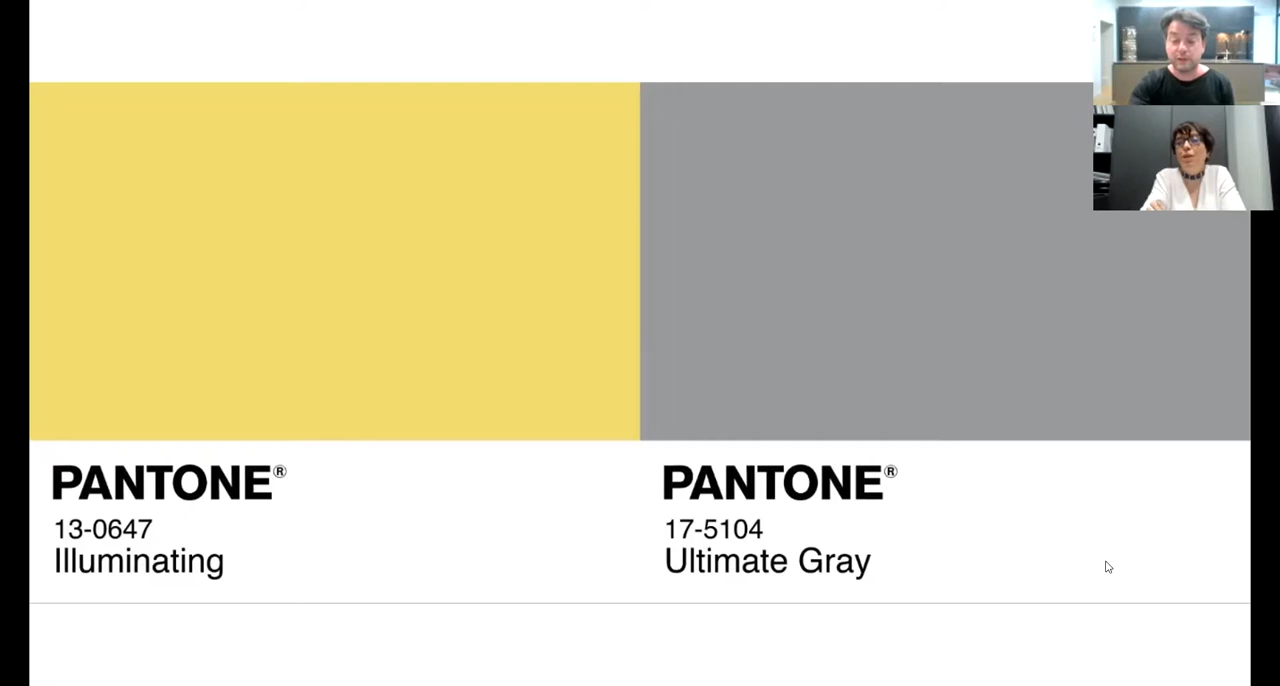 PANTONE®
13-0647
Illuminating
PANTONE®
17-5104
Ultimate Gray